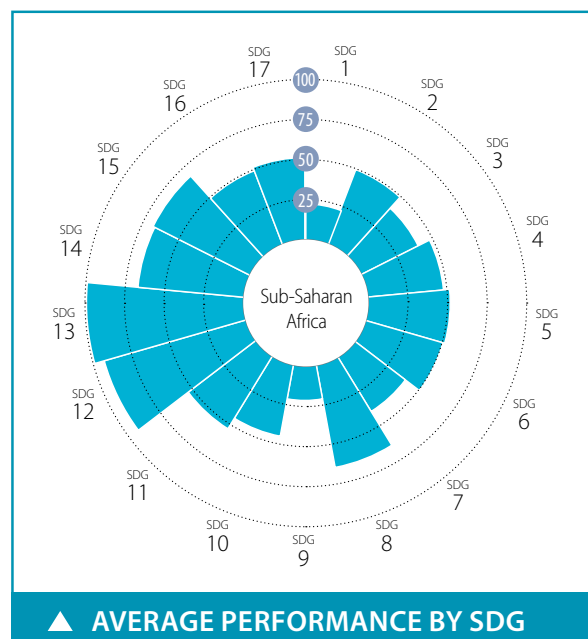 SDG
1
SDG
2
SDG
3
SDG
4
SDG
5
SDG
6
SDG
7
SDG
8
SDG
9
SDG
10
SDG
11
SDG
12
SDG
13
SDG
14
SDG
15
SDG
16
SDG
17
100
75
50
25
Sub-Saharan
Africa
AVERAGE PERFORMANCE BY SDG